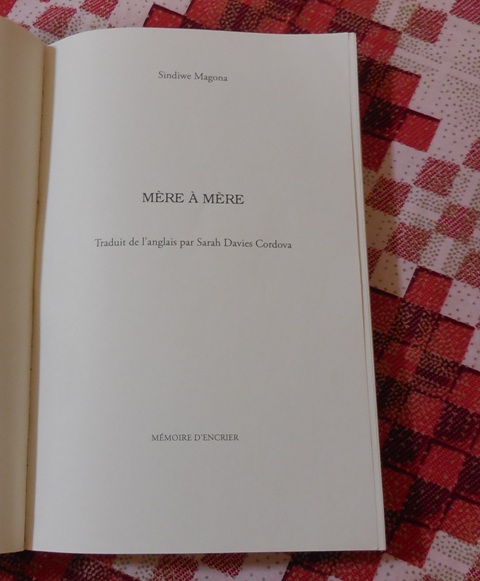 Sindiwe Magona
MÈRE À MÈRE
Traduit de l'anglais par Sarah Davies Cordova
MÉMOIRE D'ENCRIER